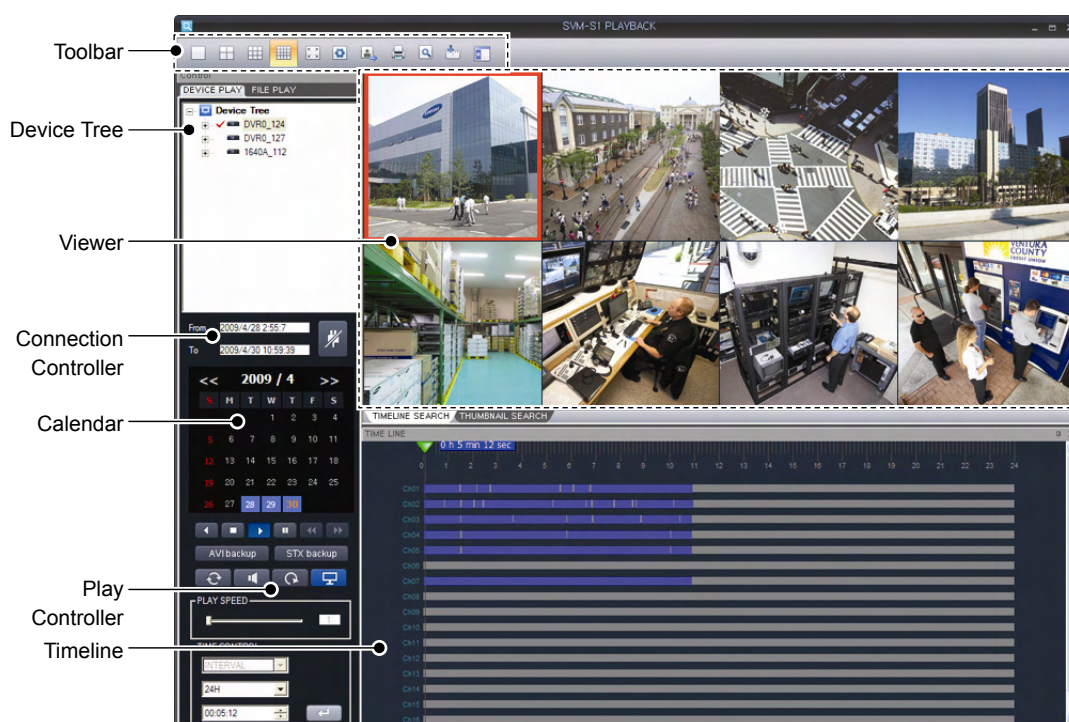 SVM-S1 PLAYBACK
Toolbar
Control
DEVICE PLAY FILE PLAY
Device Tree
Device Tree
DVR0_124
DVR0_127
1640A_112
SAMSUNG
VENTURA
COUNTY
CREDIT UNION
Viewer
Connection
Controller
From 2009/4/28 2:55:7
To 2009/4/30 10:59:39
Calendar
<< 2009 / 4 >>
S M T W T F S
1 2 3 4
5 6 7 8 9 10 11
12 13 14 15 16 17 18
19 20 21 22 23 24 25
26 27 28 29 30
TIMELINE SEARCH THUMBNAIL SEARCH
TIME LINE
0 h 5 min 12 sec
0 1 2 3 4 5 6 7 8 9 10 11 12 13 14 15 16 17 18 19 20 21 22 23 24
Ch01
Ch02
Ch03
Ch04
Ch05
Ch06
Ch07
Ch08
Ch09
Ch10
Ch11
Ch12
Ch13
Ch14
Ch15
Ch16
AVI backup STX backup
Play
Controller
PLAY SPEED
1
Timeline
TIME CONTROL
INTERVAL
24H
00:05:12